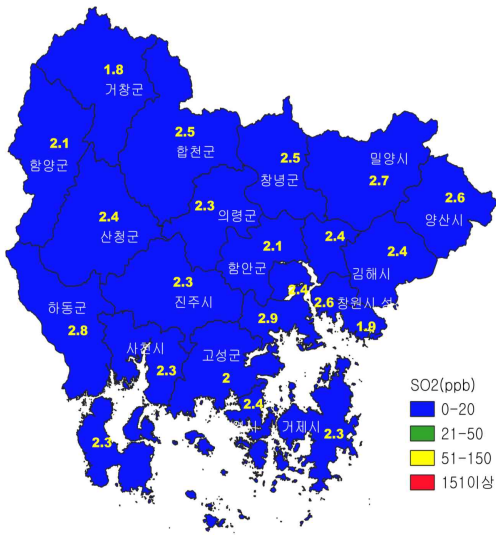 1.8
거창군
2.1
함양군
2.5
합천군
2.5
창녕군
밀양시
2.7
2.6
양산시
2.4
산청군
2.3
의령군
2.1
함안군
2.4
2.4
김해시
2.3
진주시
2.4
2.6
창원시
2.9
1.9
하동군
2.8
사천시
2.3
고성군
2
2.4
거제시
2.3
2.3
SO2(ppb)
0-20
21-50
51-150
151이상